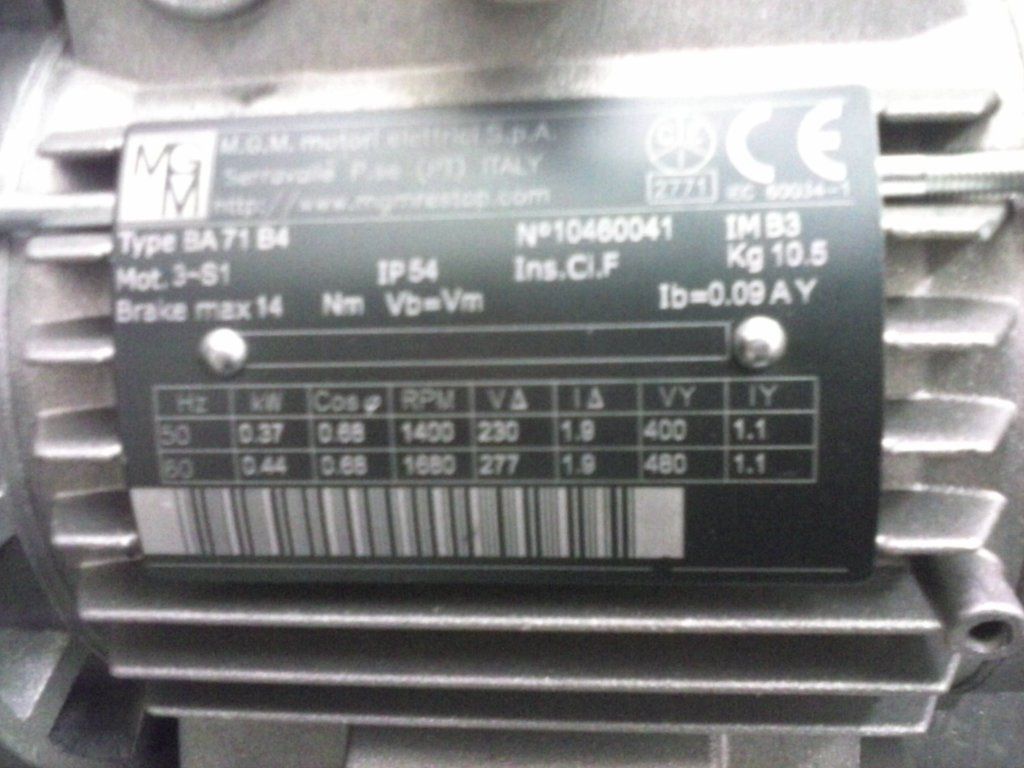 MGM
M.G.M. motori elettrici S.p.A.
Serravalle P.se (PT) ITALY
http://www.mgmrestop.com
2771
CE
IEC 60034-1
Type BA 71 B4 N° 10460041 IM B3
Mot. 3~S1 IP 54 Ins.Cl.F Kg 10.5
Brake max 14 Nm Vb=Vm Ib=0.09 A Y
Hz kW Cos φ RPM V Δ I Δ VY IY
50 0.37 0.68 1400 230 1.9 400 1.1
60 0.44 0.68 1680 277 1.9 480 1.1